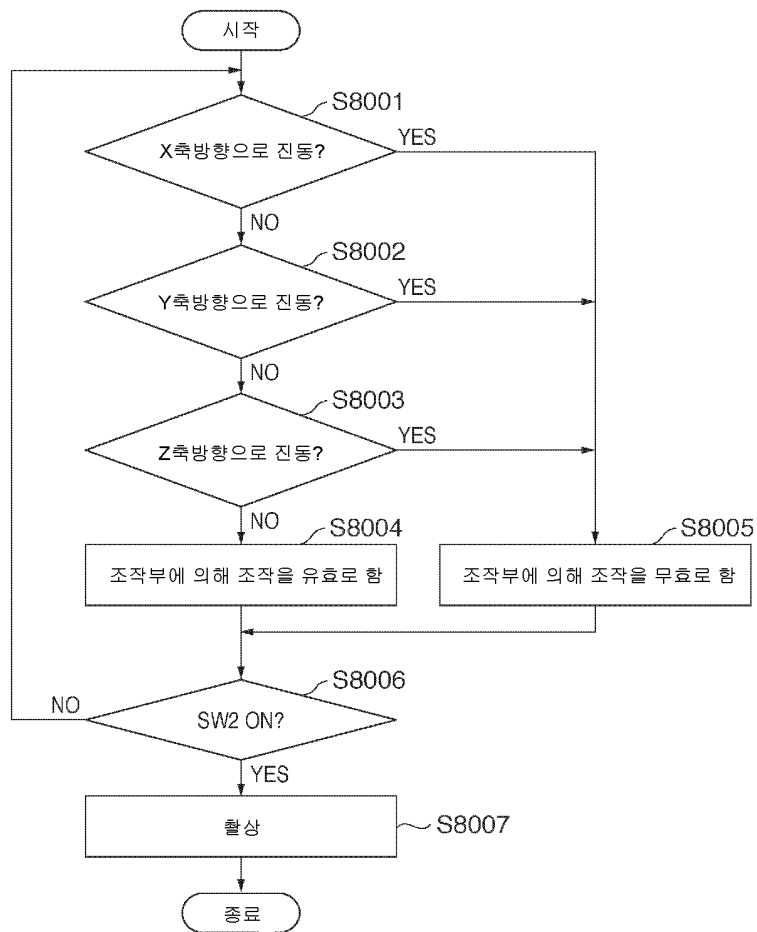 시작
S8001
X축방향으로 진동?
YES
NO
S8002
Y축방향으로 진동?
YES
NO
S8003
Z축방향으로 진동?
YES
NO
S8004
조작부에 의해 조작을 유효로 함
S8005
조작부에 의해 조작을 무효로 함
S8006
NO
SW2 ON?
YES
촬상
S8007
종료